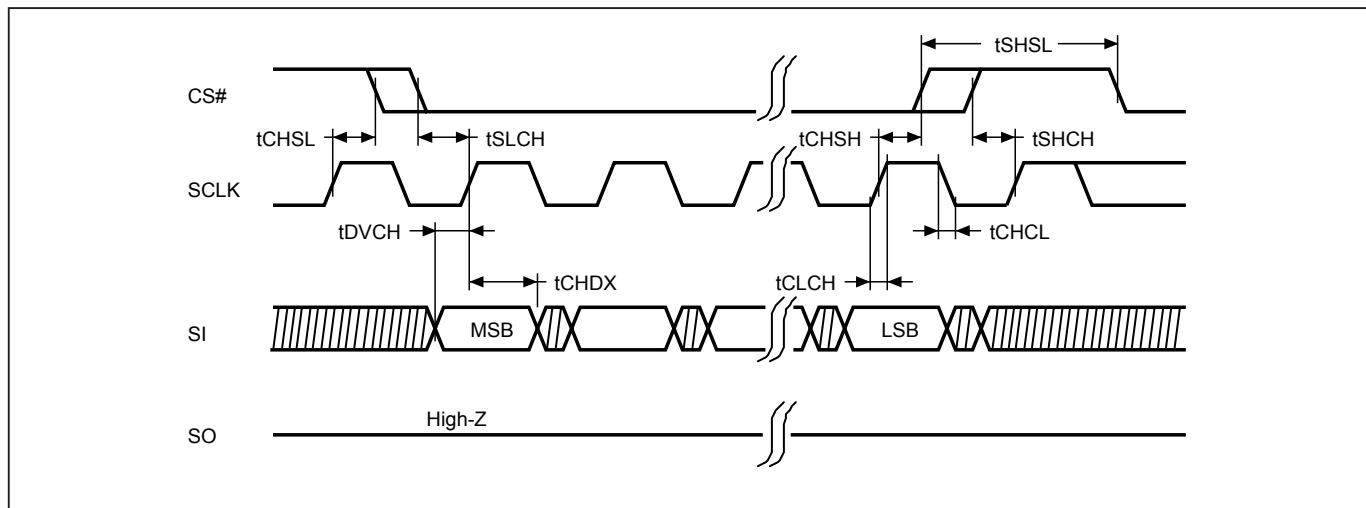 tSHSL
CS#
tCHSL
tSLCH
tCHSH
tSHCH
SCLK
tDVCH
tCHCL
tCHDX
tCLCH
SI
MSB
LSB
High-Z
SO